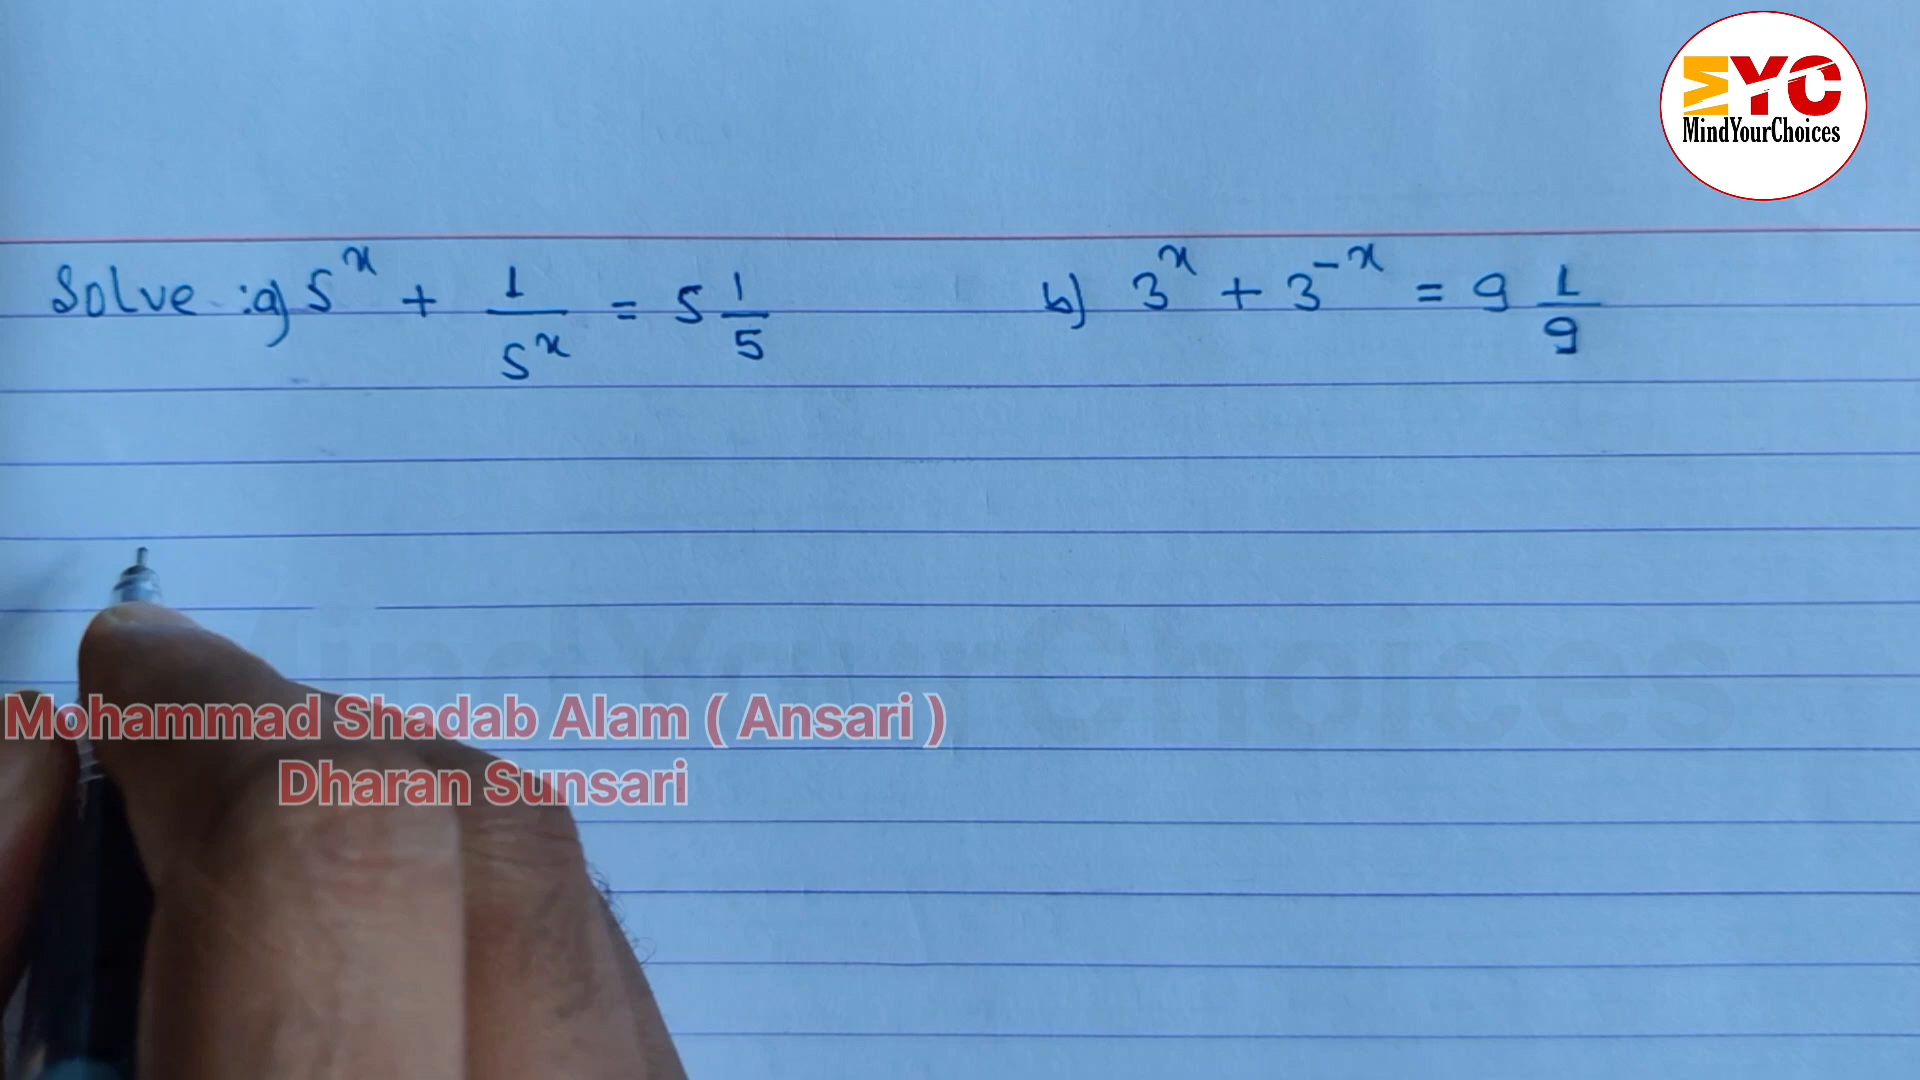 MYC
MindYourChoices
Solve :a) 5^x + 1/5^x = 5 1/5
b) 3^x + 3^-x = 9 1/9
MindYourChoices
Mohammad Shadab Alam ( Ansari )
Dharan Sunsari